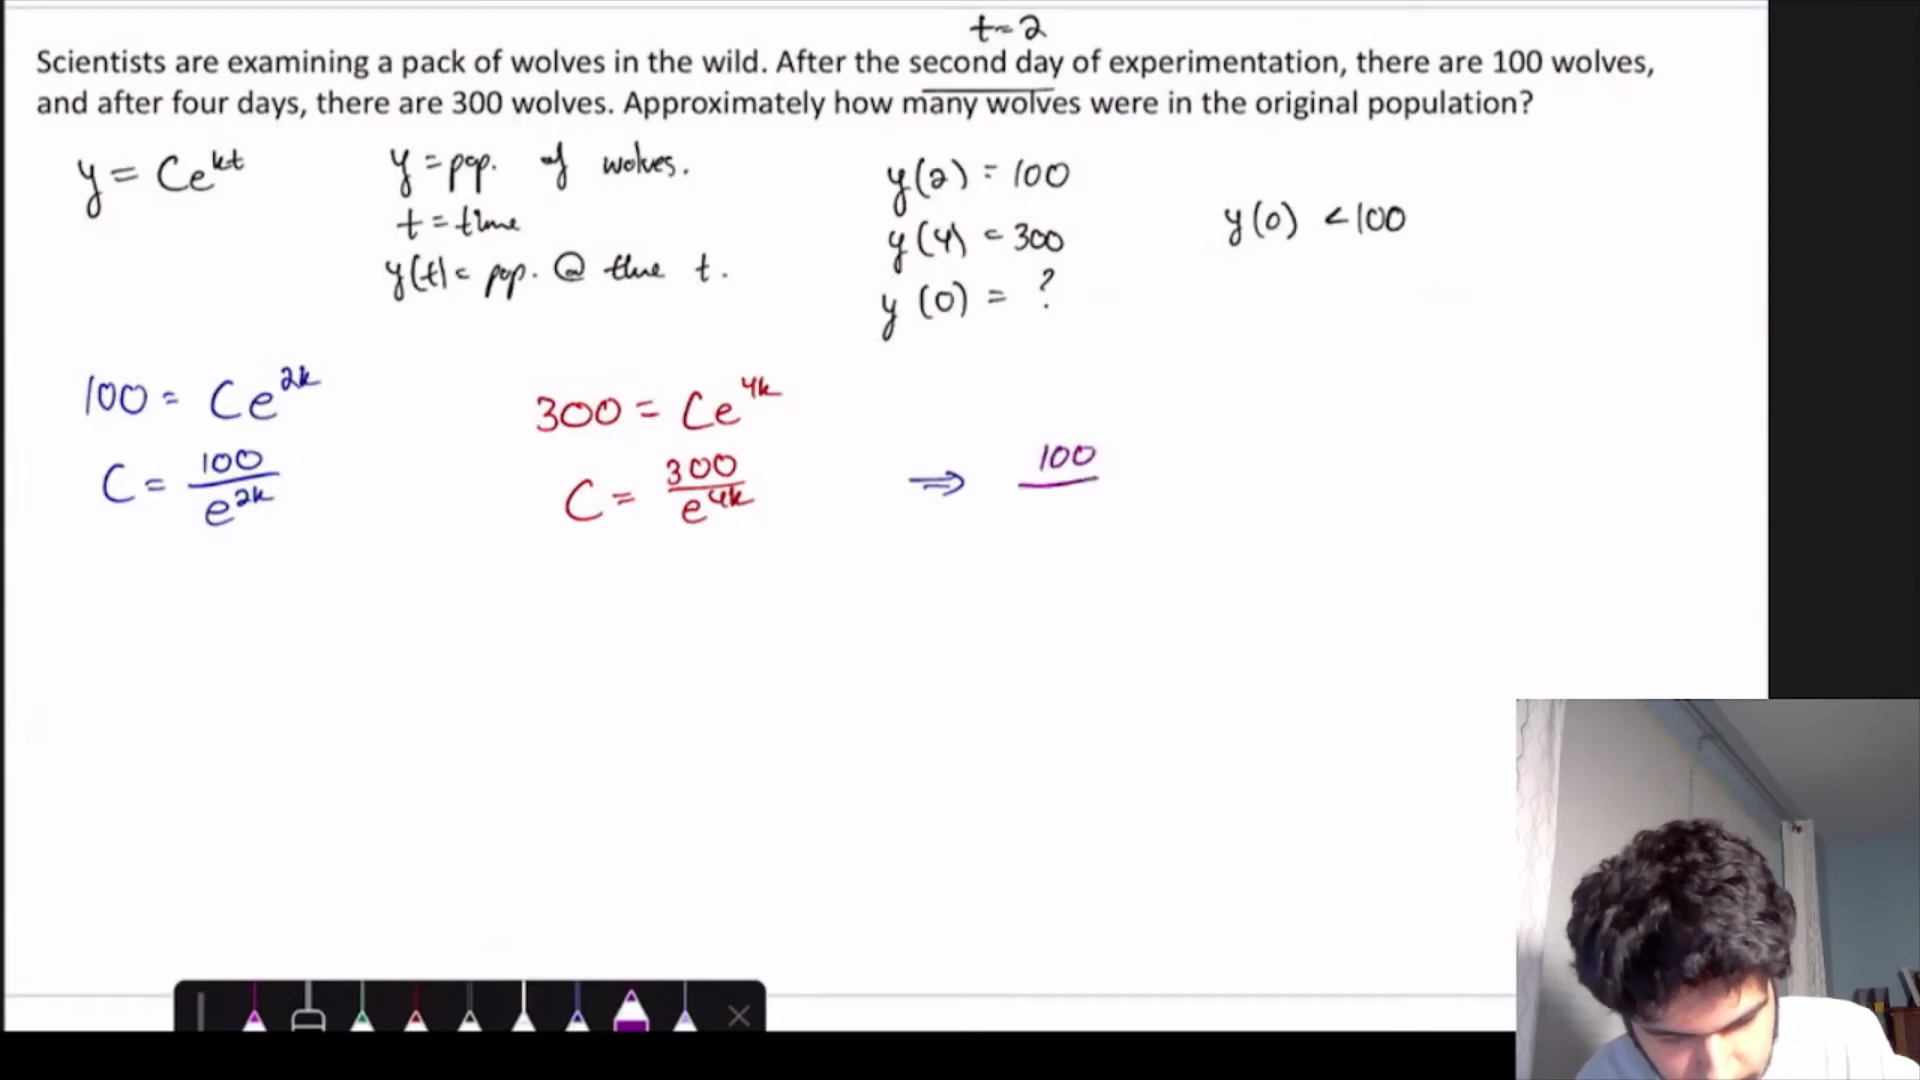 t=2
Scientists are examining a pack of wolves in the wild. After the second day of experimentation, there are 100 wolves,
and after four days, there are 300 wolves. Approximately how many wolves were in the original population?
y = Ce^{kt}
y = pop. of wolves.
t = time
y(t) = pop. @ time t.
y(2) = 100
y(4) = 300
y(0) = ?
y(0) < 100
100 = Ce^{2k}
C = 100/e^{2k}
300 = Ce^{4k}
C = 300/e^{4k}
⇒ 100